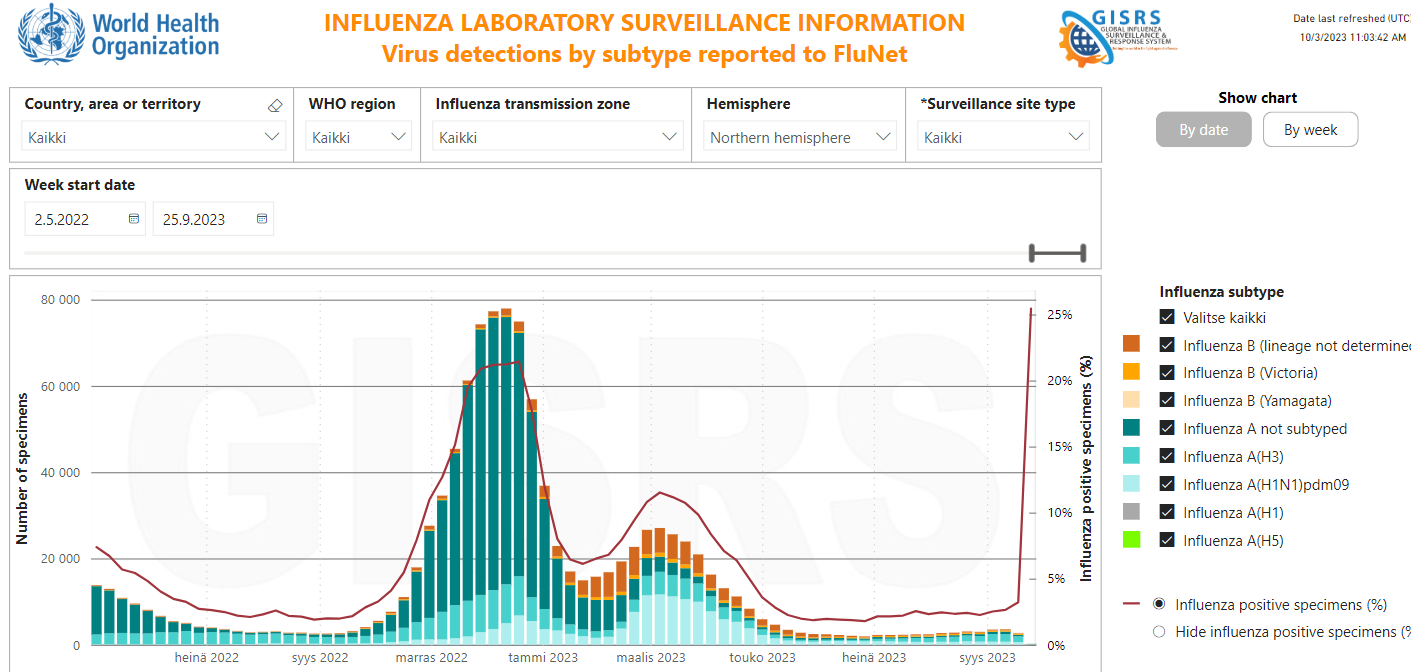 World Health
Organization
INFLUENZA LABORATORY SURVEILLANCE INFORMATION
Virus detections by subtype reported to FluNet
GISRS
GLOBAL INFLUENZA
SURVEILLANCE &
RESPONSE SYSTEM
Date last refreshed (UTC)
10/3/2023 11:03:42 AM
Country, area or territory
Kaikki
WHO region
Kaikki
Influenza transmission zone
Kaikki
Hemisphere
Northern hemisphere
*Surveillance site type
Kaikki
Show chart
By date
By week
Week start date
2.5.2022
25.9.2023
GISRS
Number of specimens
80 000
60 000
40 000
20 000
0
25%
20%
15%
10%
5%
0%
Influenza positive specimens (%)
heinä 2022
syys 2022
marras 2022
tammi 2023
maalis 2023
touko 2023
heinä 2023
syys 2023
Influenza subtype
Valitse kaikki
Influenza B (lineage not determined
Influenza B (Victoria)
Influenza B (Yamagata)
Influenza A not subtyped
Influenza A(H3)
Influenza A(H1N1)pdm09
Influenza A(H1)
Influenza A(H5)
Influenza positive specimens (%)
Hide influenza positive specimens (%